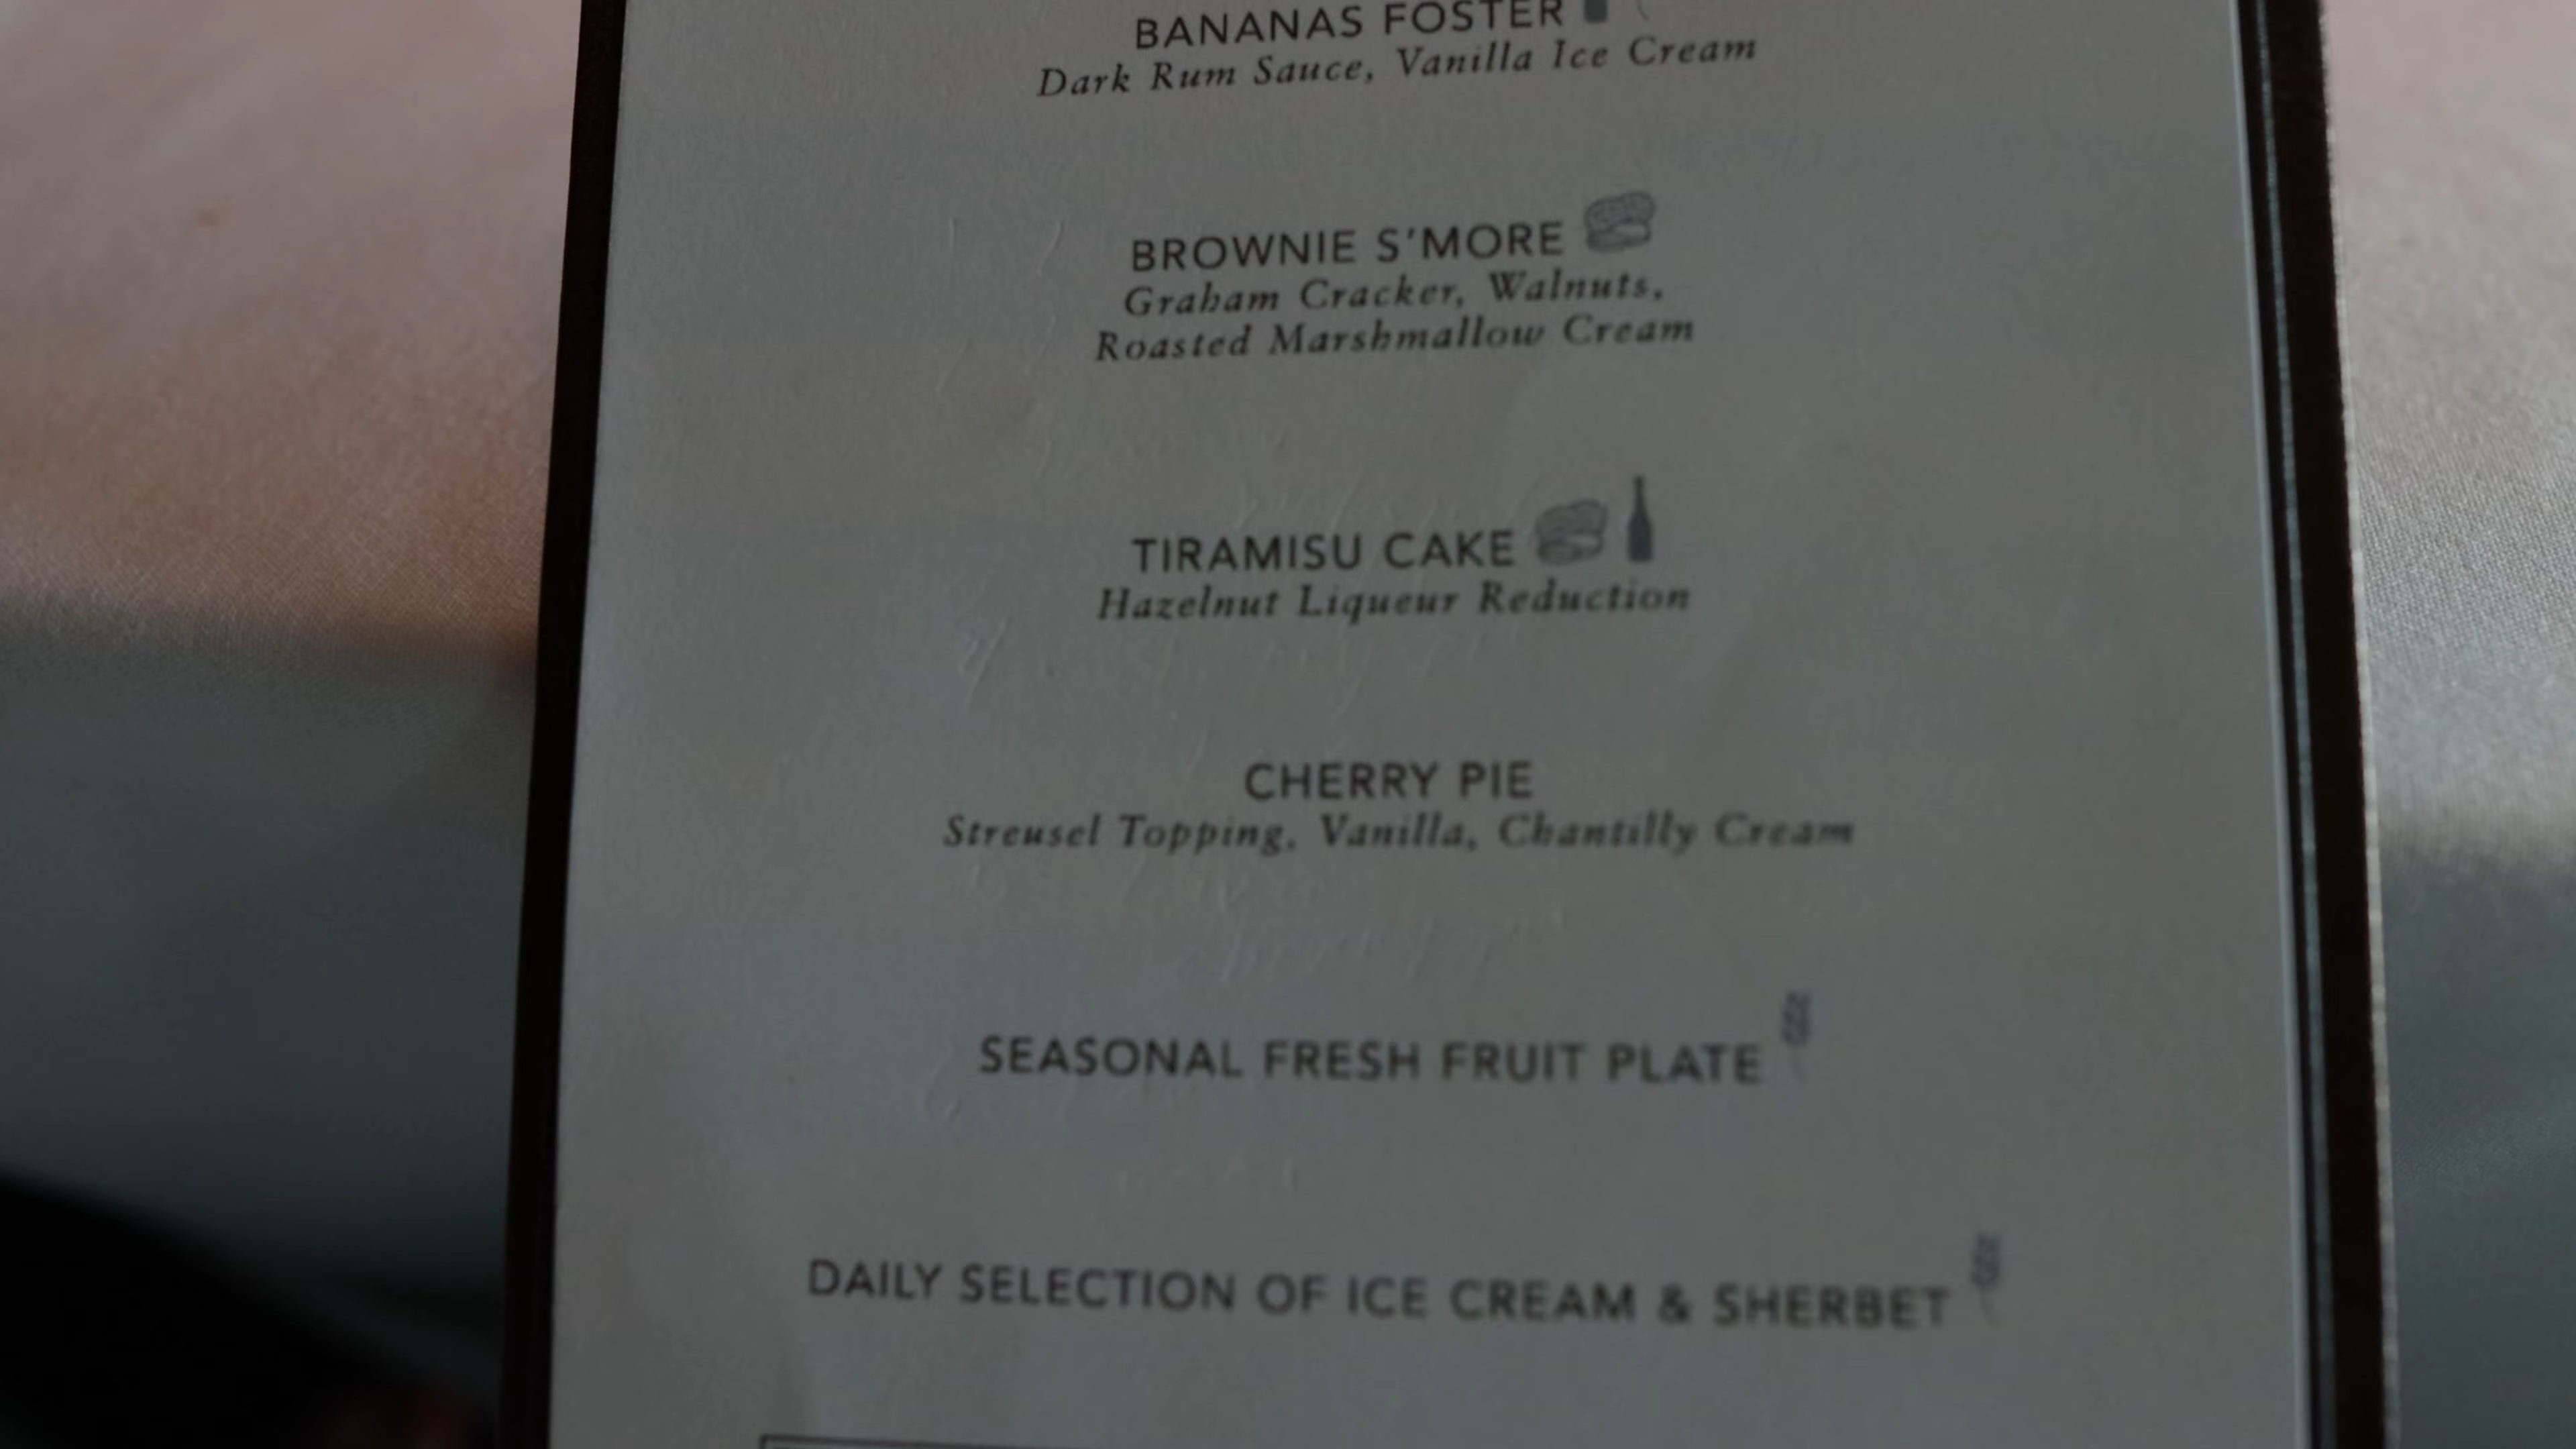 BANANAS FOSTER
Dark Rum Sauce, Vanilla Ice Cream
BROWNIE S'MORE
Graham Cracker, Walnuts,
Roasted Marshmallow Cream
TIRAMISU CAKE
Hazelnut Liqueur Reduction
CHERRY PIE
Streusel Topping, Vanilla, Chantilly Cream
SEASONAL FRESH FRUIT PLATE
DAILY SELECTION OF ICE CREAM & SHERBET